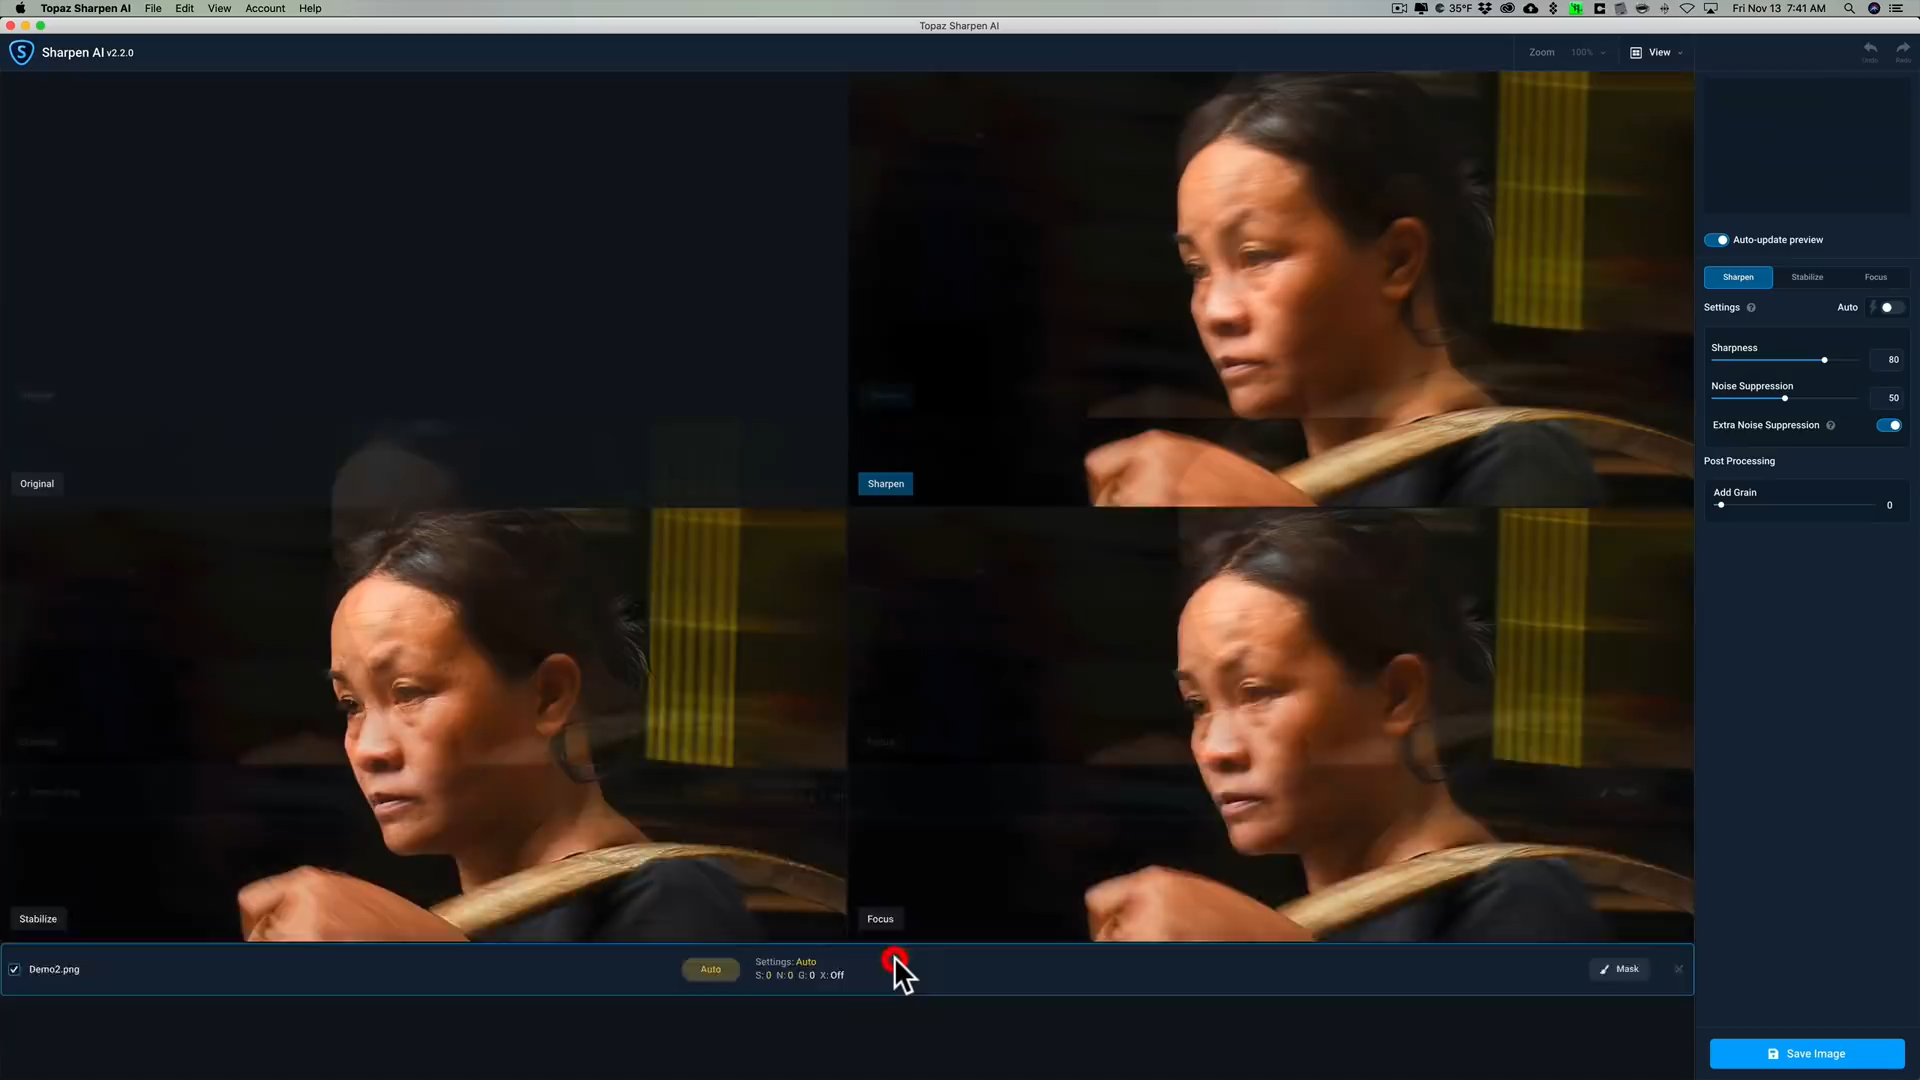 Topaz Sharpen AI File Edit View Account Help
35°F Fri Nov 13 7:41 AM
Topaz Sharpen AI
Sharpen AI v2.2.0
Zoom 100% View
Undo Redo
Auto-update preview
Sharpen Stabilize Focus
Settings ? Auto
Sharpness
80
Noise Suppression
50
Extra Noise Suppression ?
Post Processing
Add Grain
0
Original
Sharpen
Stabilize
Focus
Demo2.png
Auto
Settings: Auto
S: 0 N: 0 G: 0 X: Off
Mask
Save Image